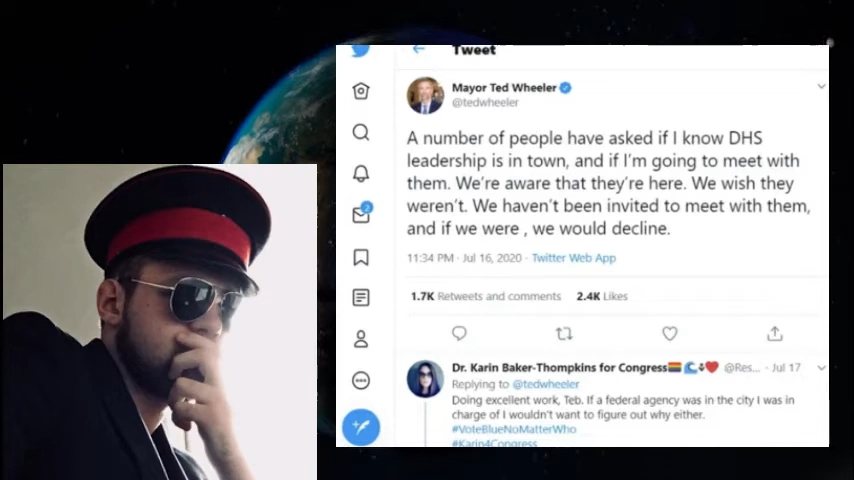 Tweet
Mayor Ted Wheeler
@tedwheeler
A number of people have asked if I know DHS
leadership is in town, and if I'm going to meet with
them. We're aware that they're here. We wish they
weren't. We haven't been invited to meet with them,
and if we were , we would decline.
11:34 PM · Jul 16, 2020 · Twitter Web App
1.7K Retweets and comments 2.4K Likes
2
Dr. Karin Baker-Thompkins for Congress🏳️‍🌈🌊⚧❤️ @Res... · Jul 17
Replying to @tedwheeler
Doing excellent work, Teb. If a federal agency was in the city I was in
charge of I wouldn't want to figure out why either.
#VoteBlueNoMatterWho
#Karin4Congress